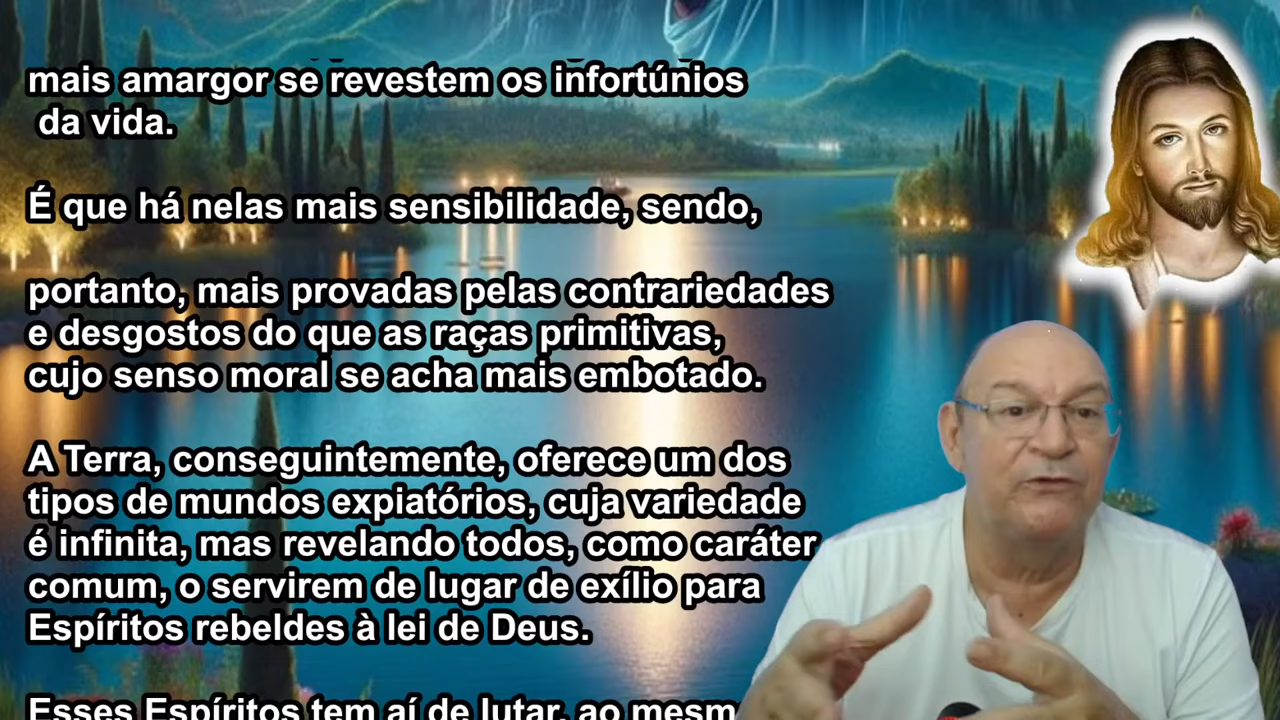 mais amargor se revestem os infortúnios
da vida.
É que há nelas mais sensibilidade, sendo,
portanto, mais provadas pelas contrariedades
e desgostos do que as raças primitivas,
cujo senso moral se acha mais embotado.
A Terra, conseguintemente, oferece um dos
tipos de mundos expiatórios, cuja variedade
é infinita, mas revelando todos, como caráter
comum, o servirem de lugar de exílio para
Espíritos rebeldes à lei de Deus.
Esses Espíritos tem aí de lutar, ao mesm